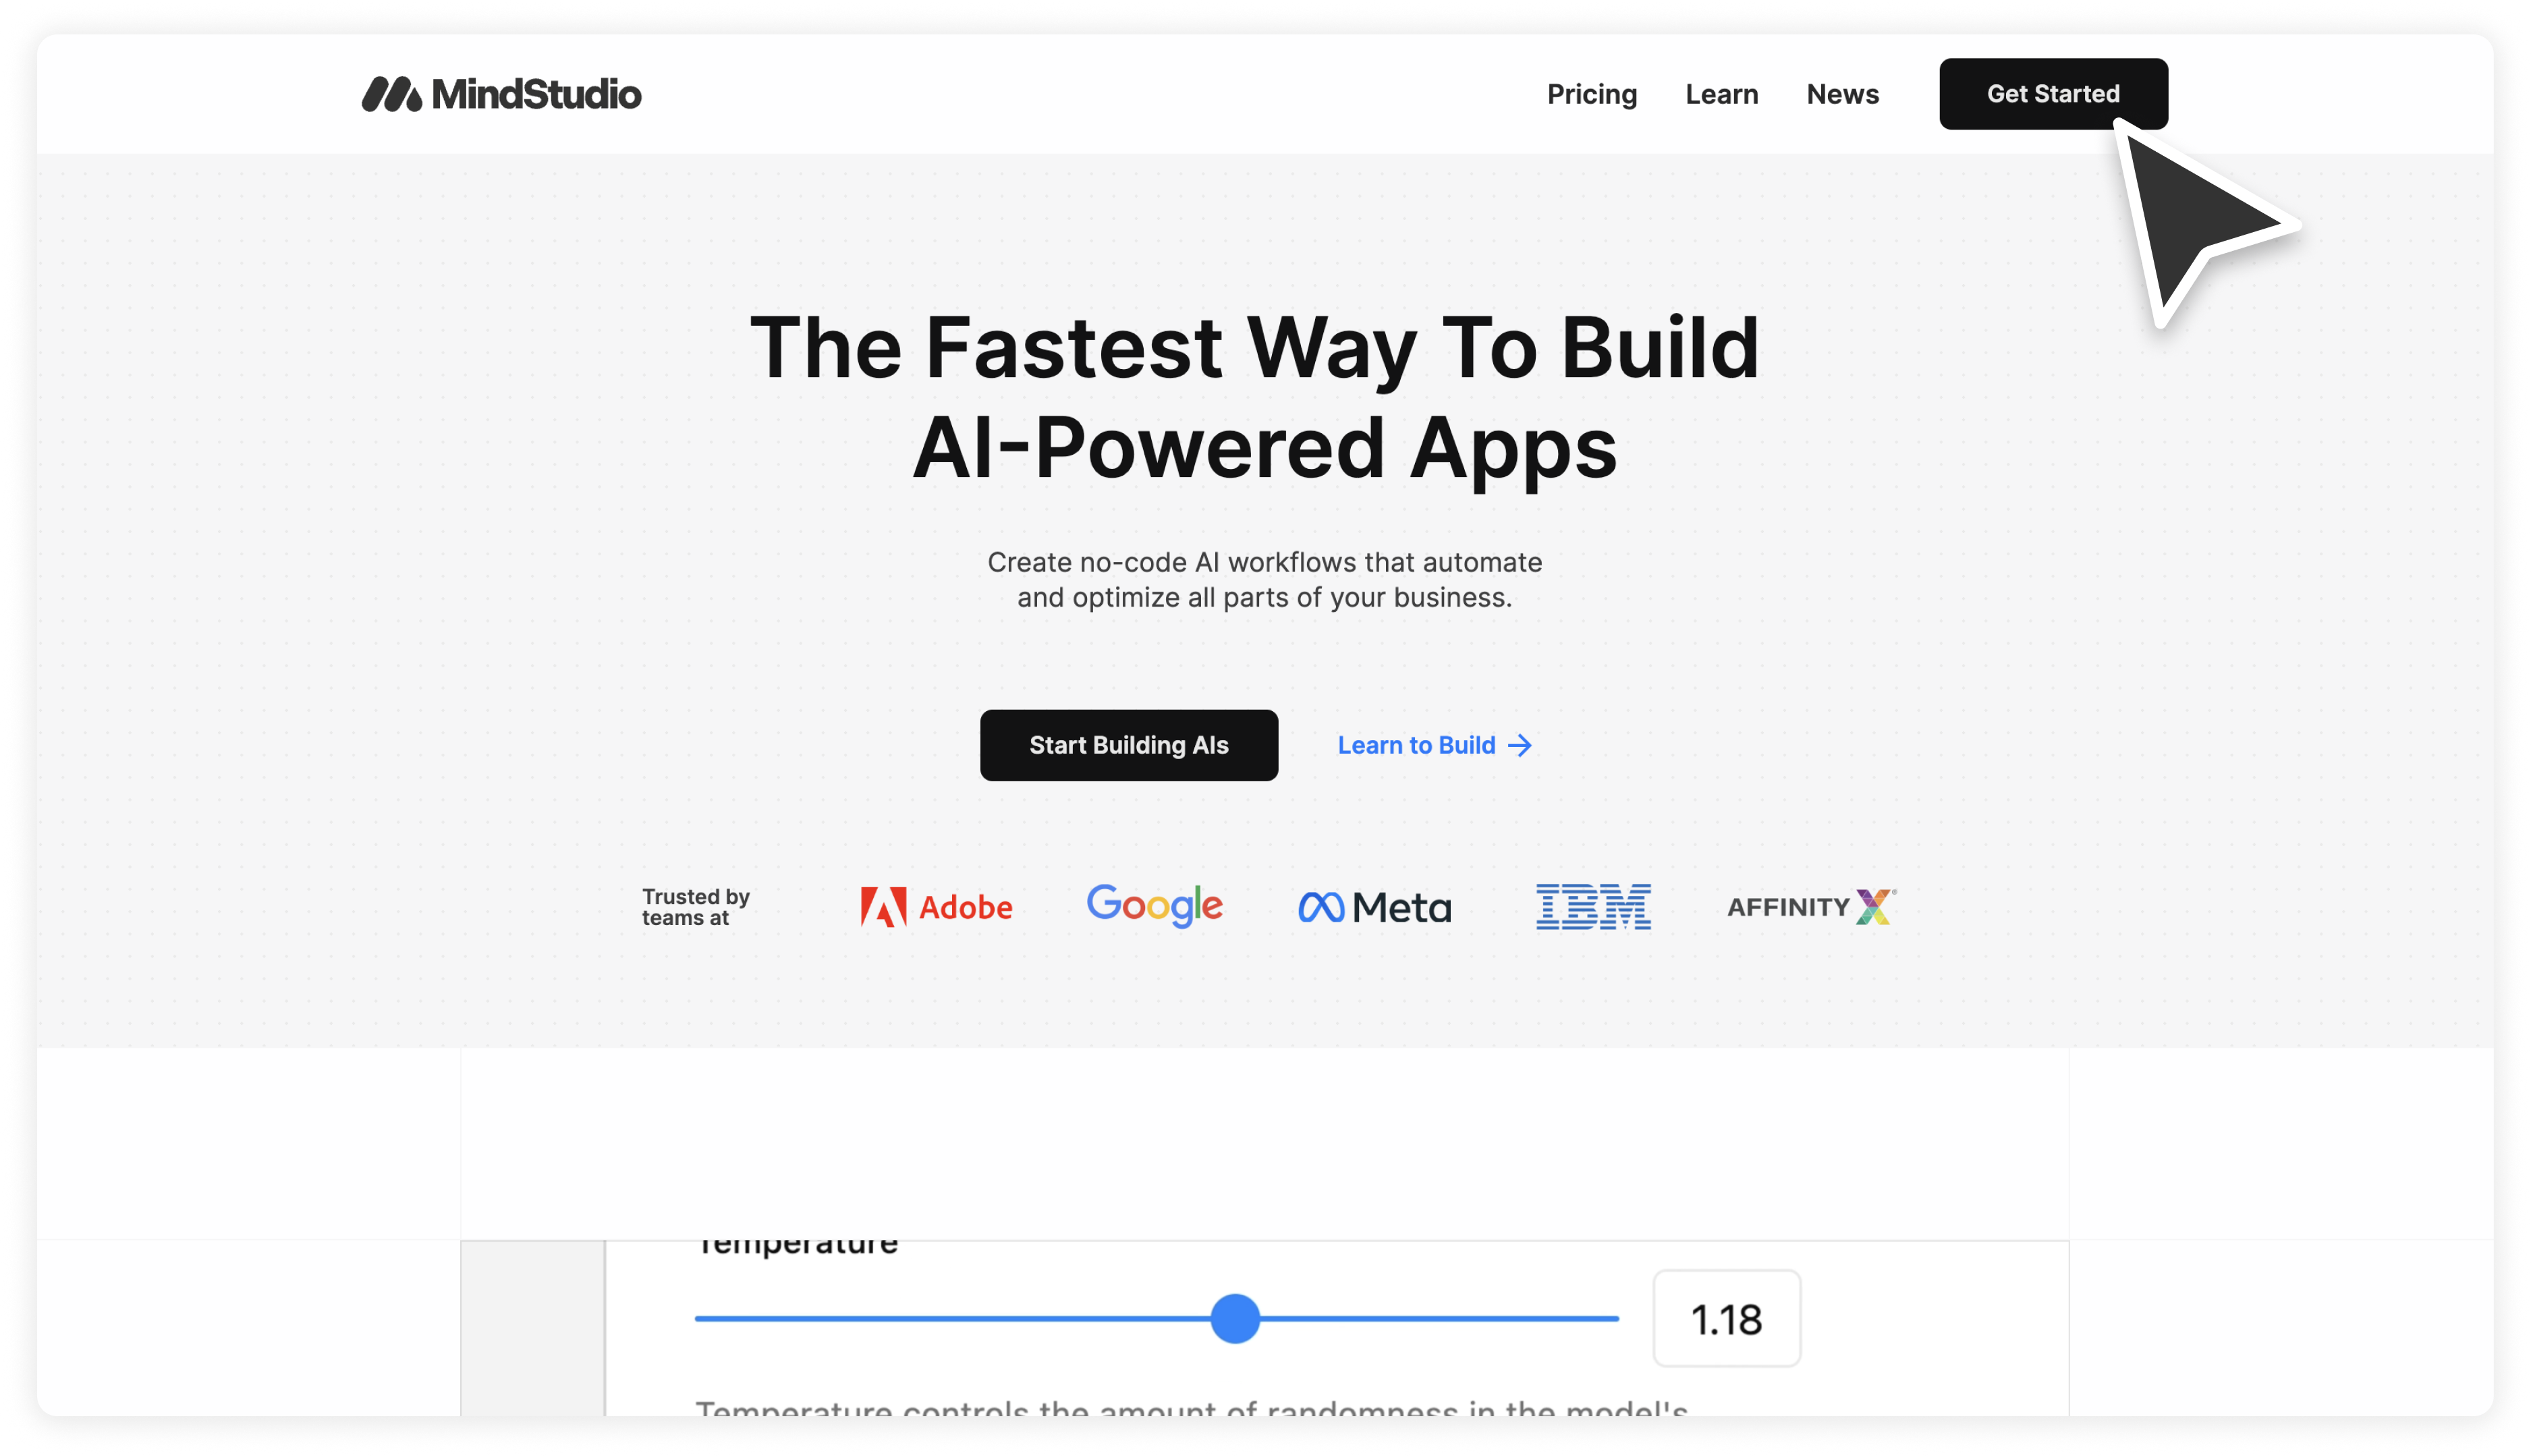 MindStudio
Pricing
Learn
News
Get Started
The Fastest Way To Build
AI-Powered Apps
Create no-code AI workflows that automate
and optimize all parts of your business.
Start Building AIs
Learn to Build
Trusted by
teams at
Adobe
Google
Meta
IBM
AFFINITY X
Temperature
1.18
Temperature controls the amount of randomness in the model's